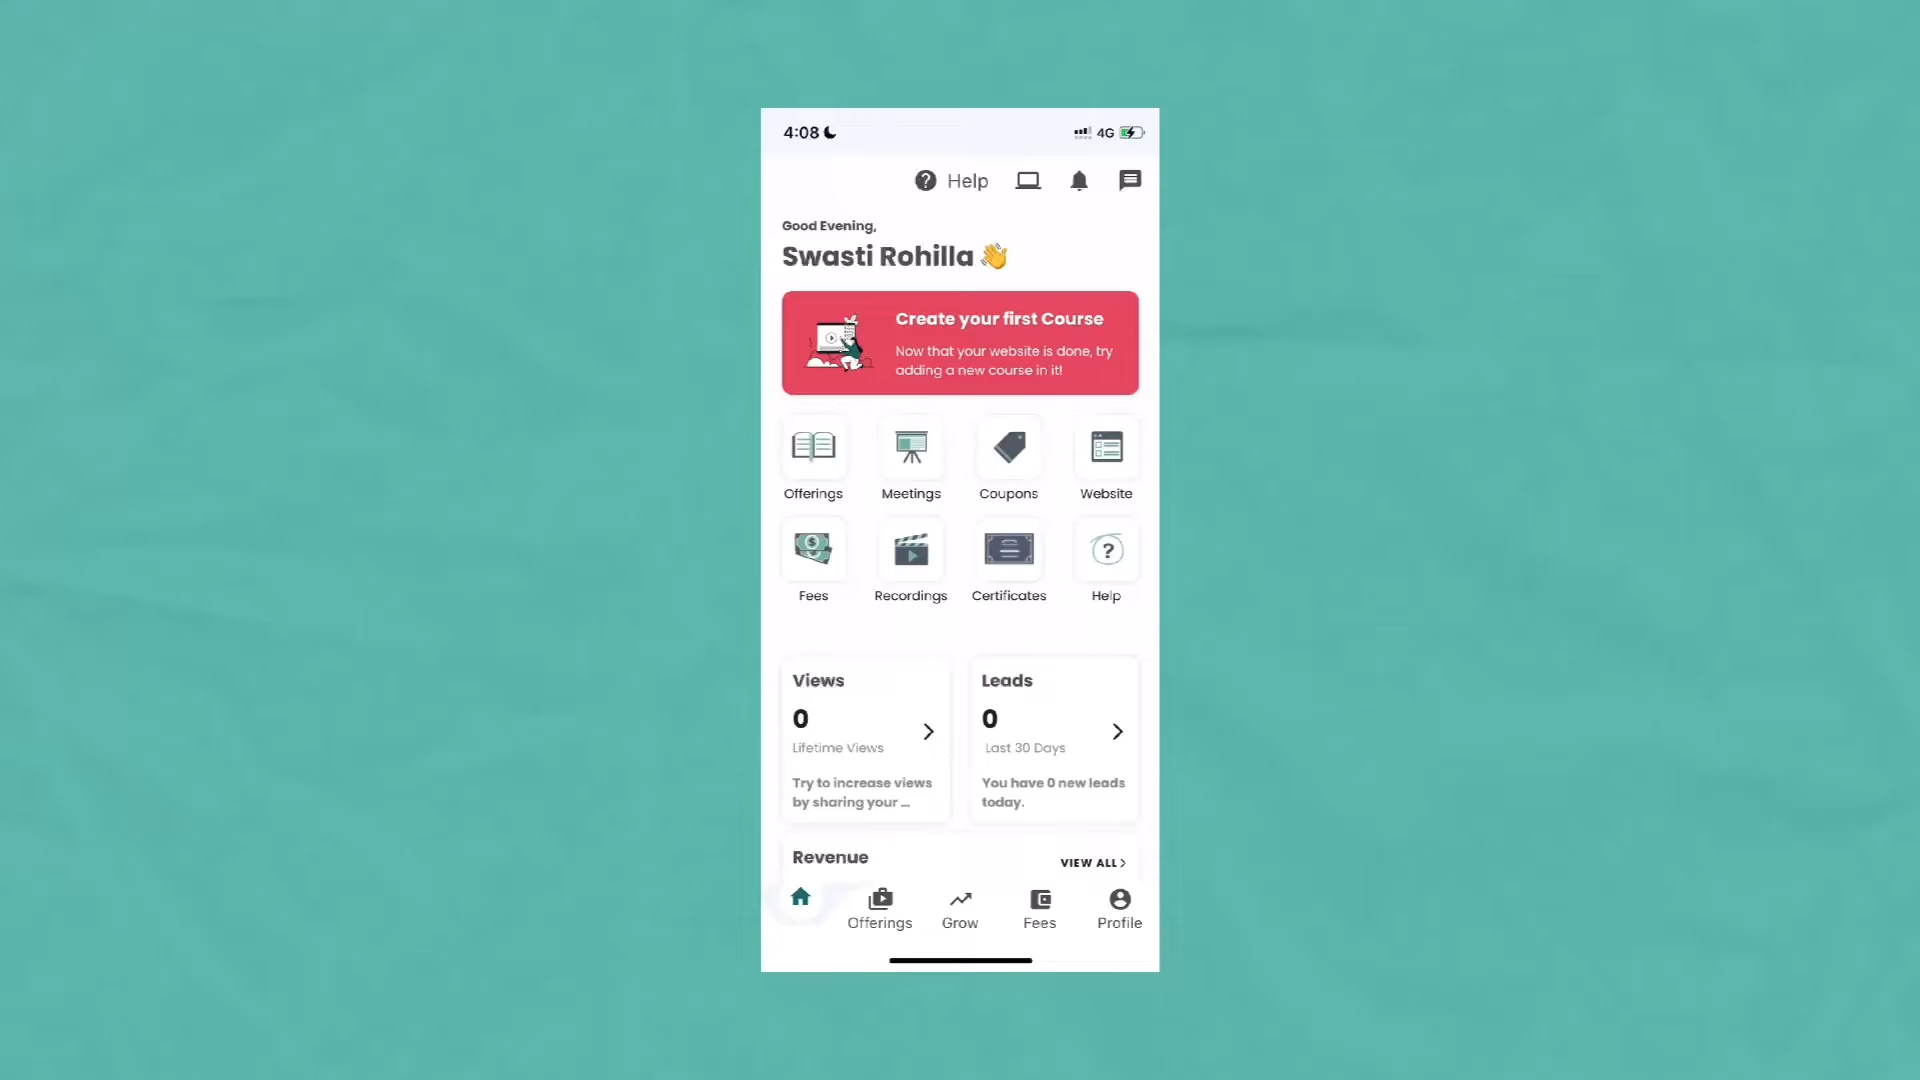 4:08
4G
Help
Good Evening,
Swasti Rohilla 👋
Create your first Course
Now that your website is done, try
adding a new course in it!
Offerings
Meetings
Coupons
Website
Fees
Recordings
Certificates
Help
Views
0
Lifetime Views
Try to increase views
by sharing your ...
Leads
0
Last 30 Days
You have 0 new leads
today.
Revenue
VIEW ALL
Offerings
Grow
Fees
Profile